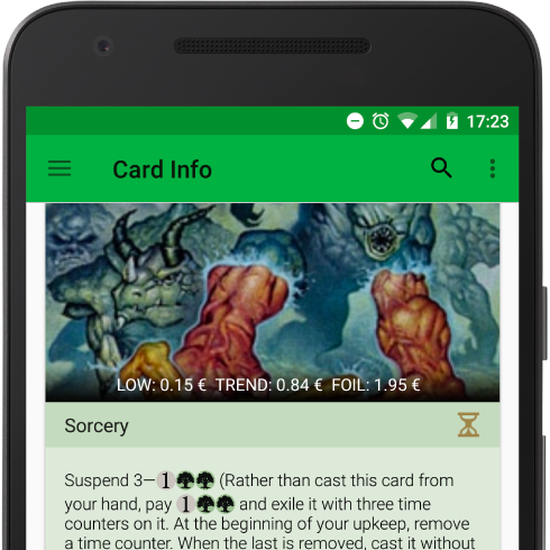 17:23
Card Info
LOW: 0.15 € TREND: 0.84 € FOIL: 1.95 €
Sorcery
Suspend 3—1 (Rather than cast this card from
your hand, pay 1 and exile it with three time
counters on it. At the beginning of your upkeep, remove
a time counter. When the last is removed, cast it without